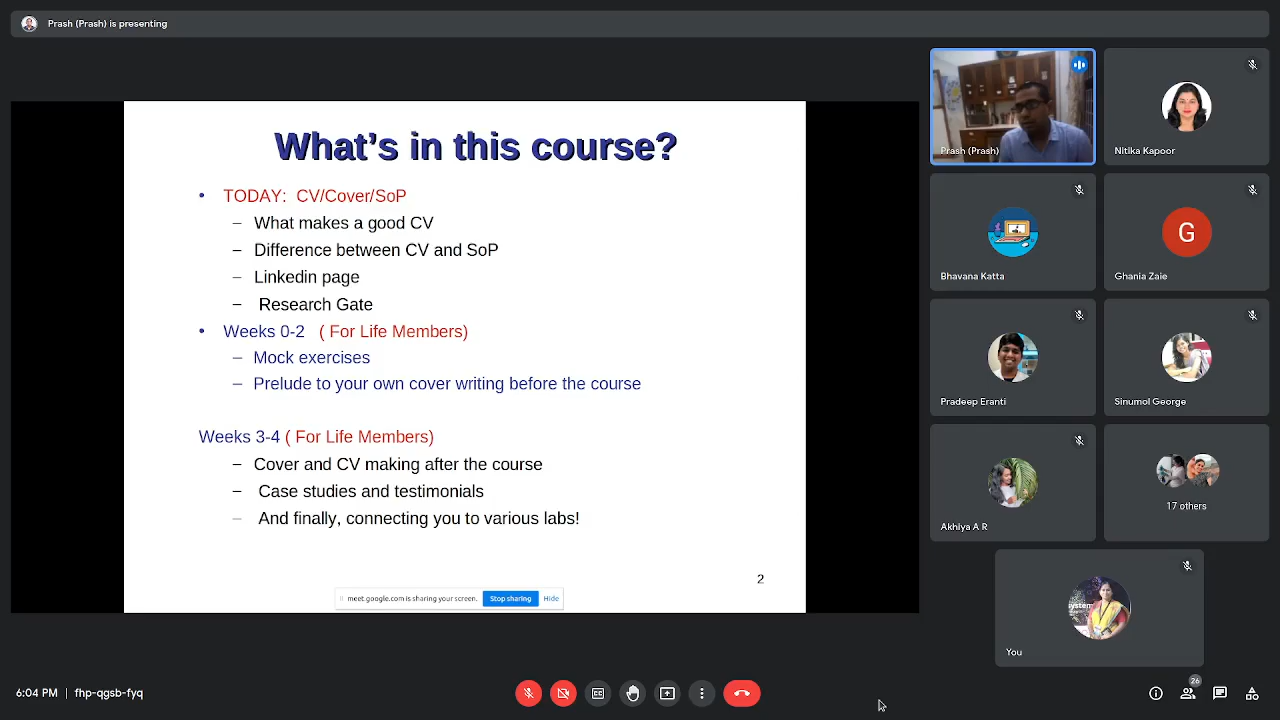 Prash (Prash) is presenting
What's in this course?
• TODAY: CV/Cover/SoP
– What makes a good CV
– Difference between CV and SoP
– Linkedin page
– Research Gate
• Weeks 0-2 ( For Life Members)
– Mock exercises
– Prelude to your own cover writing before the course
Weeks 3-4 ( For Life Members)
– Cover and CV making after the course
– Case studies and testimonials
– And finally, connecting you to various labs!
2
meet.google.com is sharing your screen. Stop sharing Hide
Prash (Prash)
Nitika Kapoor
Bhavana Katta
G
Ghania Zaie
Pradeep Eranti
Sinumol George
Akhiya A R
17 others
system
You
6:04 PM | fhp-qgsb-fyq
26